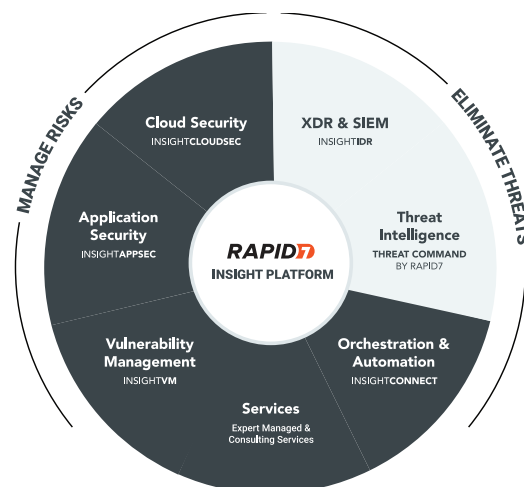 MANAGE RISKS
ELIMINATE THREATS
Cloud Security
INSIGHTCLOUDSEC
XDR & SIEM
INSIGHTIDR
Application
Security
INSIGHTAPPSEC
RAPID7
INSIGHT PLATFORM
Threat
Intelligence
THREAT COMMAND
BY RAPID7
Vulnerability
Management
INSIGHTVM
Orchestration &
Automation
INSIGHTCONNECT
Services
Expert Managed &
Consulting Services